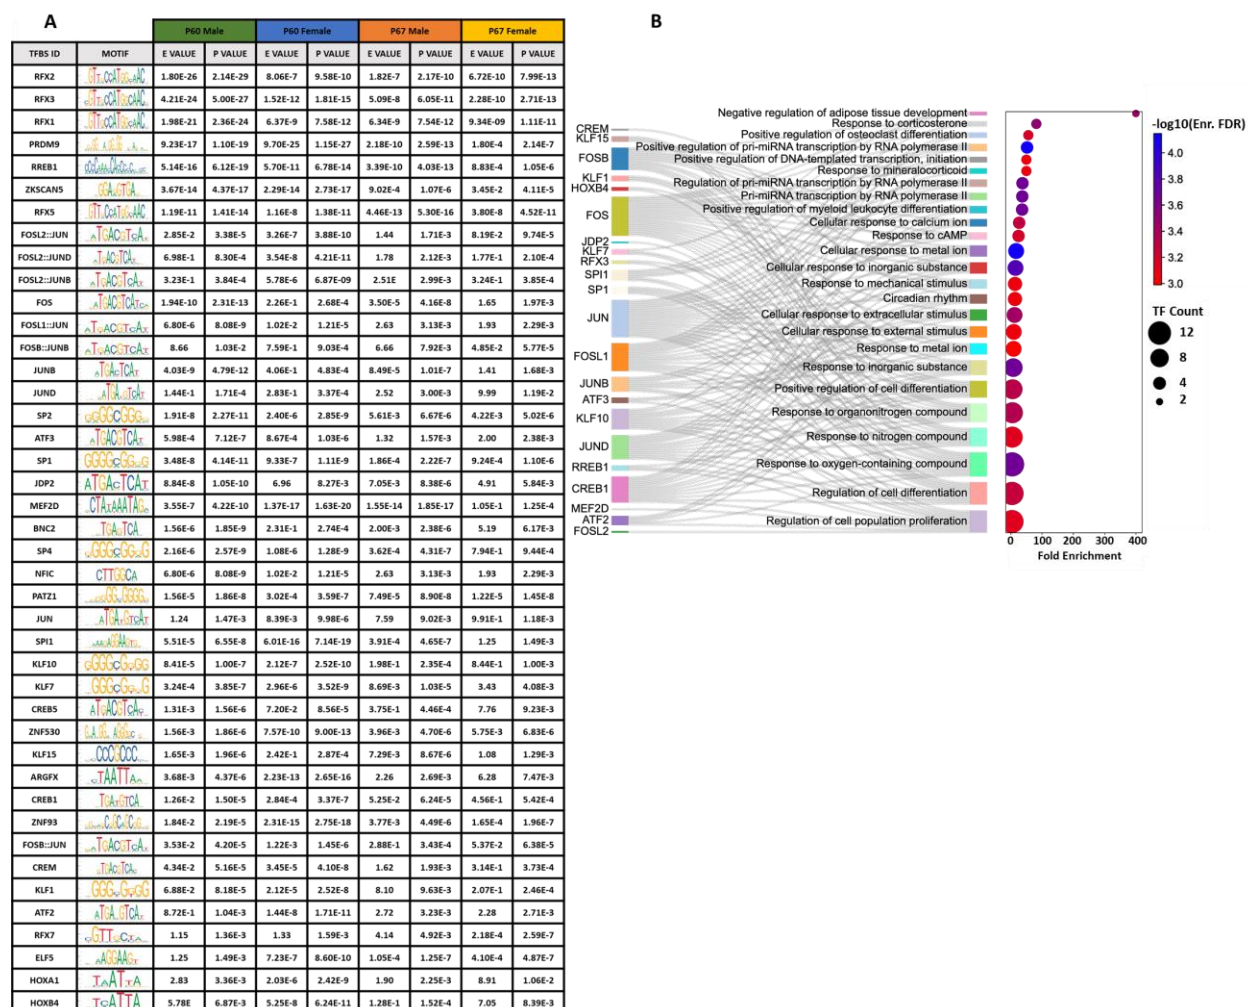 A
P60 Male P60 Female P67 Male P67 Female
TFBS ID MOTIF E VALUE P VALUE E VALUE P VALUE E VALUE P VALUE E VALUE P VALUE
RFX2 1.80E-26 2.14E-29 8.06E-7 9.58E-10 1.82E-7 2.17E-10 6.72E-10 7.99E-13
RFX3 4.21E-24 5.00E-27 1.52E-12 1.81E-15 5.09E-8 6.05E-11 2.28E-10 2.71E-13
RFX1 1.98E-21 2.36E-24 6.37E-9 7.58E-12 6.34E-9 7.54E-12 9.34E-09 1.11E-11
PRDM9 9.23E-17 1.10E-19 9.70E-25 1.15E-27 2.18E-10 2.59E-13 1.80E-4 2.14E-7
RREB1 5.14E-16 6.12E-19 5.70E-11 6.78E-14 3.39E-10 4.03E-13 8.83E-4 1.05E-6
ZKSCAN5 3.67E-14 4.37E-17 2.29E-14 2.73E-17 9.02E-4 1.07E-6 3.45E-2 4.11E-5
RFX5 1.19E-11 1.41E-14 1.16E-8 1.38E-11 4.46E-13 5.30E-16 3.80E-8 4.52E-11
FOSL2::JUN 2.85E-2 3.38E-5 3.26E-7 3.88E-10 1.44 1.71E-3 8.19E-2 9.74E-5
FOSL2::JUND 6.98E-1 8.30E-4 3.54E-8 4.21E-11 1.78 2.12E-3 1.77E-1 2.10E-4
FOSL2::JUNB 3.23E-1 3.84E-4 5.78E-6 6.87E-09 2.51E 2.99E-3 3.24E-1 3.85E-4
FOS 1.94E-10 2.31E-13 2.26E-1 2.68E-4 3.50E-5 4.16E-8 1.65 1.97E-3
FOSL1::JUN 6.80E-6 8.08E-9 1.02E-2 1.21E-5 2.63 3.13E-3 1.93 2.29E-3
FOSB::JUNB 8.66 1.03E-2 7.59E-1 9.03E-4 6.66 7.92E-3 4.85E-2 5.77E-5
JUNB 4.03E-9 4.79E-12 4.06E-1 4.83E-4 8.49E-5 1.01E-7 1.41 1.68E-3
JUND 1.44E-1 1.71E-4 2.83E-1 3.37E-4 2.52 3.00E-3 9.99 1.19E-2
SP2 1.91E-8 2.27E-11 2.40E-6 2.85E-9 5.61E-3 6.67E-6 4.22E-3 5.02E-6
ATF3 5.98E-4 7.12E-7 8.67E-4 1.03E-6 1.32 1.57E-3 2.00 2.38E-3
SP1 3.48E-8 4.14E-11 9.33E-7 1.11E-9 1.86E-4 2.22E-7 9.24E-4 1.10E-6
JDP2 8.84E-8 1.05E-10 6.96 8.27E-3 7.05E-3 8.38E-6 4.91 5.84E-3
MEF2D 3.55E-7 4.22E-10 1.37E-17 1.63E-20 1.55E-14 1.85E-17 1.05E-1 1.25E-4
BNC2 1.56E-6 1.85E-9 2.31E-1 2.74E-4 2.00E-3 2.38E-6 5.19 6.17E-3
SP4 2.16E-6 2.57E-9 1.08E-6 1.28E-9 3.62E-4 4.31E-7 7.94E-1 9.44E-4
NFIC 6.80E-6 8.08E-9 1.02E-2 1.21E-5 2.63 3.13E-3 1.93 2.29E-3
PATZ1 1.56E-5 1.86E-8 3.02E-4 3.59E-7 7.49E-5 8.90E-8 1.22E-5 1.45E-8
JUN 1.24 1.47E-3 8.39E-3 9.98E-6 7.59 9.02E-3 9.91E-1 1.18E-3
SPI1 5.51E-5 6.55E-8 6.01E-16 7.14E-19 3.91E-4 4.65E-7 1.25 1.49E-3
KLF10 8.41E-5 1.00E-7 2.12E-7 2.52E-10 1.98E-1 2.35E-4 8.44E-1 1.00E-3
KLF7 3.24E-4 3.85E-7 2.96E-6 3.52E-9 8.69E-3 1.03E-5 3.43 4.08E-3
CREB5 1.31E-3 1.56E-6 7.20E-2 8.56E-5 3.75E-1 4.46E-4 7.76 9.23E-3
ZNF530 1.56E-3 1.86E-6 7.57E-10 9.00E-13 3.96E-3 4.70E-6 5.75E-3 6.83E-6
KLF15 1.65E-3 1.96E-6 2.42E-1 2.87E-4 7.29E-3 8.67E-6 1.08 1.29E-3
ARGFX 3.68E-3 4.37E-6 2.23E-13 2.65E-16 2.26 2.69E-3 6.28 7.47E-3
CREB1 1.26E-2 1.50E-5 2.84E-4 3.37E-7 5.25E-2 6.24E-5 4.56E-1 5.42E-4
ZNF93 1.84E-2 2.19E-5 2.31E-15 2.75E-18 3.77E-3 4.49E-6 1.65E-4 1.96E-7
FOSB::JUN 3.53E-2 4.20E-5 1.22E-3 1.45E-6 2.88E-1 3.43E-4 5.37E-2 6.38E-5
CREM 4.34E-2 5.16E-5 3.45E-5 4.10E-8 1.62 1.93E-3 3.14E-1 3.73E-4
KLF1 6.88E-2 8.18E-5 2.12E-5 2.52E-8 8.10 9.63E-3 2.07E-1 2.46E-4
ATF2 8.72E-1 1.04E-3 1.44E-8 1.71E-11 2.72 3.23E-3 2.28 2.71E-3
RFX7 1.15 1.36E-3 1.33 1.59E-3 4.14 4.92E-3 2.18E-4 2.59E-7
ELF5 1.25 1.49E-3 7.23E-7 8.60E-10 1.05E-4 1.25E-7 4.10E-4 4.87E-7
HOXA1 2.83 3.36E-3 2.03E-6 2.42E-9 1.90 2.25E-3 8.91 1.06E-2
HOXB4 5.78E 6.87E-3 5.25E-8 6.24E-11 1.28E-1 1.52E-4 7.05 8.39E-3
B
CREM
KLF15
FOSB
KLF1
HOXB4
FOS
JDP2
KLF7
RFX3
SPI1
SP1
JUN
FOSL1
JUNB
ATF3
KLF10
JUND
RREB1
CREB1
MEF2D
ATF2
FOSL2
Negative regulation of adipose tissue development
Response to corticosterone
Positive regulation of osteoclast differentiation
Positive regulation of pri-miRNA transcription by RNA polymerase II
Positive regulation of DNA-templated transcription, initiation
Response to mineralocorticoid
Regulation of pri-miRNA transcription by RNA polymerase II
Pri-miRNA transcription by RNA polymerase II
Positive regulation of myeloid leukocyte differentiation
Cellular response to calcium ion
Response to cAMP
Cellular response to metal ion
Cellular response to inorganic substance
Response to mechanical stimulus
Circadian rhythm
Cellular response to extracellular stimulus
Cellular response to external stimulus
Response to metal ion
Response to inorganic substance
Positive regulation of cell differentiation
Response to organonitrogen compound
Response to nitrogen compound
Response to oxygen-containing compound
Regulation of cell differentiation
Regulation of cell population proliferation
0 100 200 300 400
Fold Enrichment
-log10(Enr. FDR)
4.0
3.8
3.6
3.4
3.2
3.0
TF Count
12
8
4
2